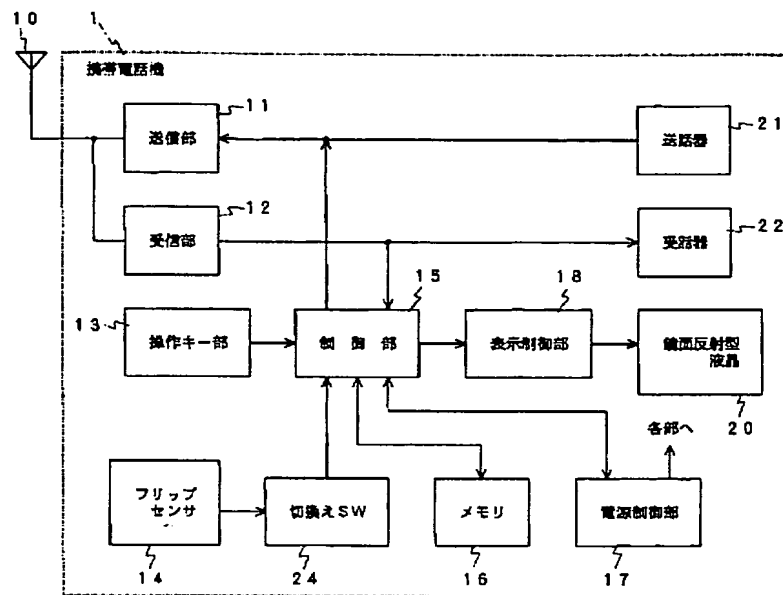 10
1
携帯電話機
11
送信部
21
送話器
12
受信部
22
受話器
13
操作キー部
15
制御部
18
表示制御部
鏡面反射型
液晶
20
各部へ
フリップ
センサ
14
切換えSW
24
メモリ
16
電源制御部
17